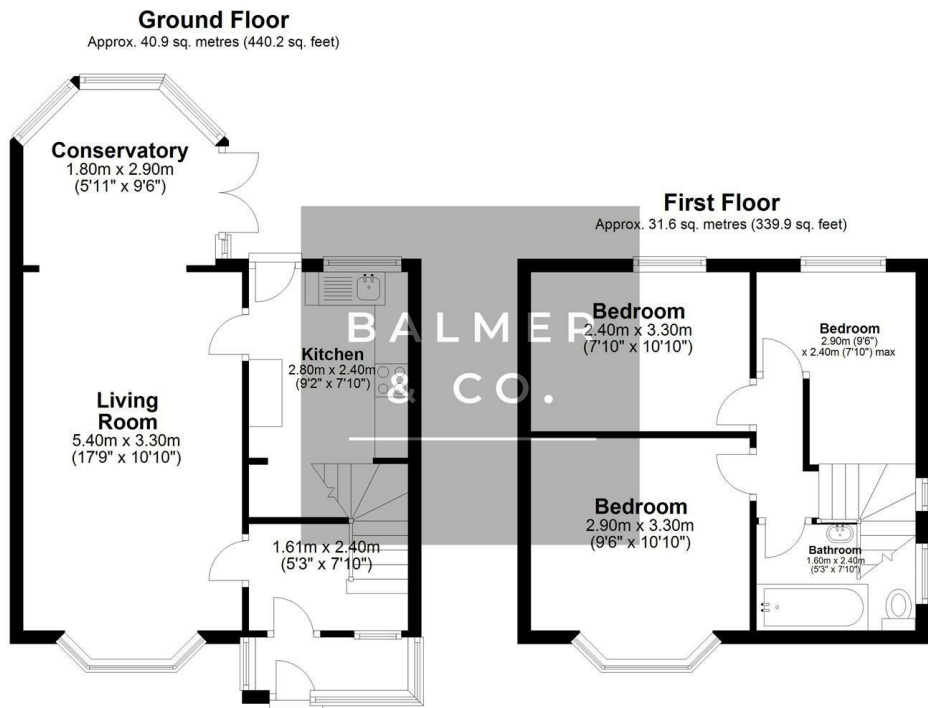 Ground Floor
Approx. 40.9 sq. metres (440.2 sq. feet)
Conservatory
1.80m x 2.90m
(5'11" x 9'6")
Kitchen
2.80m x 2.40m
(9'2" x 7'10")
Living
Room
5.40m x 3.30m
(17'9" x 10'10")
1.61m x 2.40m
(5'3" x 7'10")
First Floor
Approx. 31.6 sq. metres (339.9 sq. feet)
Bedroom
2.40m x 3.30m
(7'10" x 10'10")
Bedroom
2.90m (9'6")
x 2.40m (7'10") max
Bedroom
2.90m x 3.30m
(9'6" x 10'10")
Bathroom
1.60m x 2.40m
(5'3" x 7'10")
BALMER
& CO.